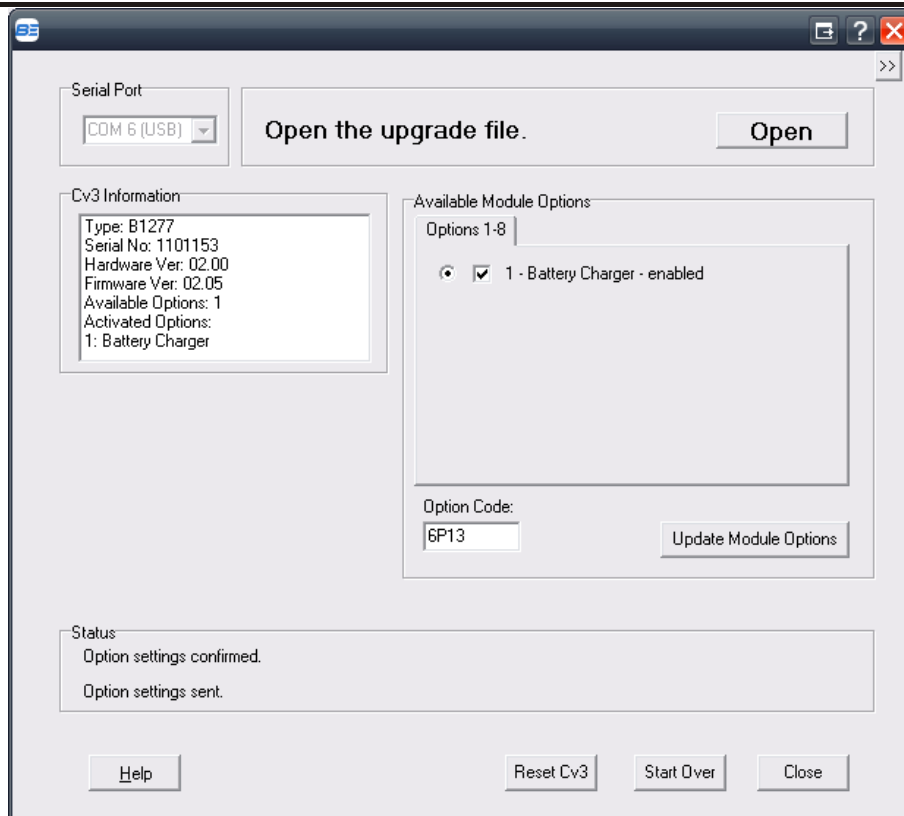 >>
Serial Port
COM 6 (USB)
Open the upgrade file.
Open
Cv3 Information
Type: B1277
Serial No: 1101153
Hardware Ver: 02.00
Firmware Ver: 02.05
Available Options: 1
Activated Options:
1: Battery Charger
Available Module Options
Options 1-8
1 - Battery Charger - enabled
Option Code:
6P13
Update Module Options
Status
Option settings confirmed.
Option settings sent.
Help
Reset Cv3
Start Over
Close